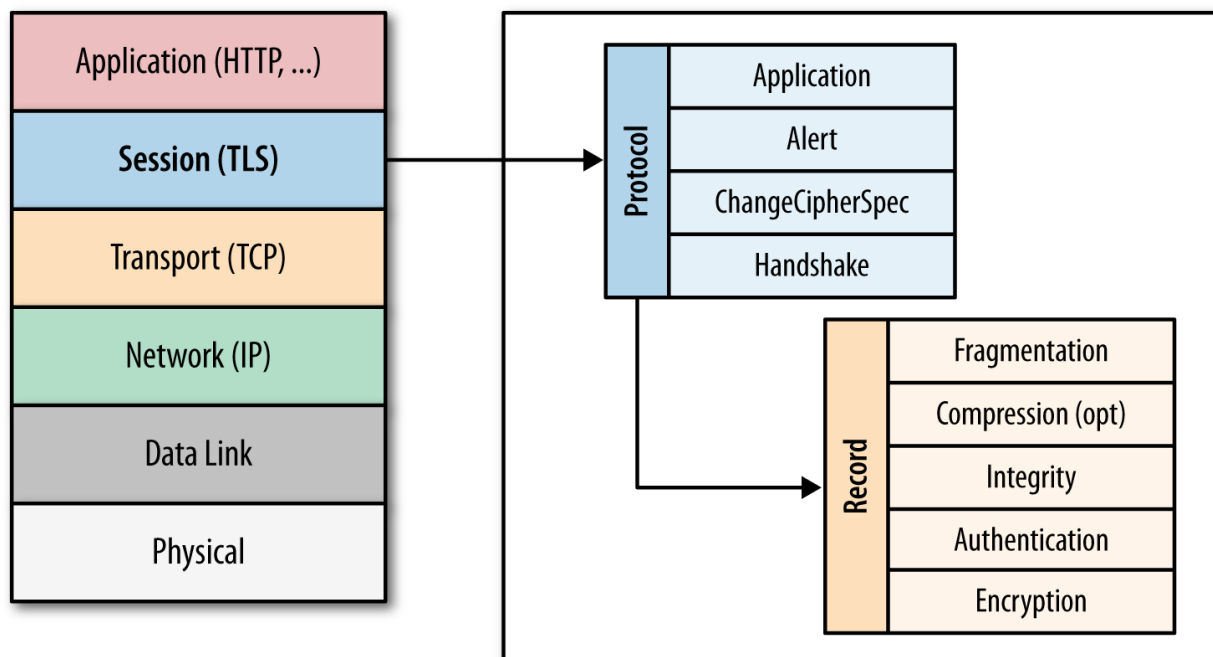 Application (HTTP, ...)
Session (TLS)
Transport (TCP)
Network (IP)
Data Link
Physical
Protocol
Application
Alert
ChangeCipherSpec
Handshake
Record
Fragmentation
Compression (opt)
Integrity
Authentication
Encryption